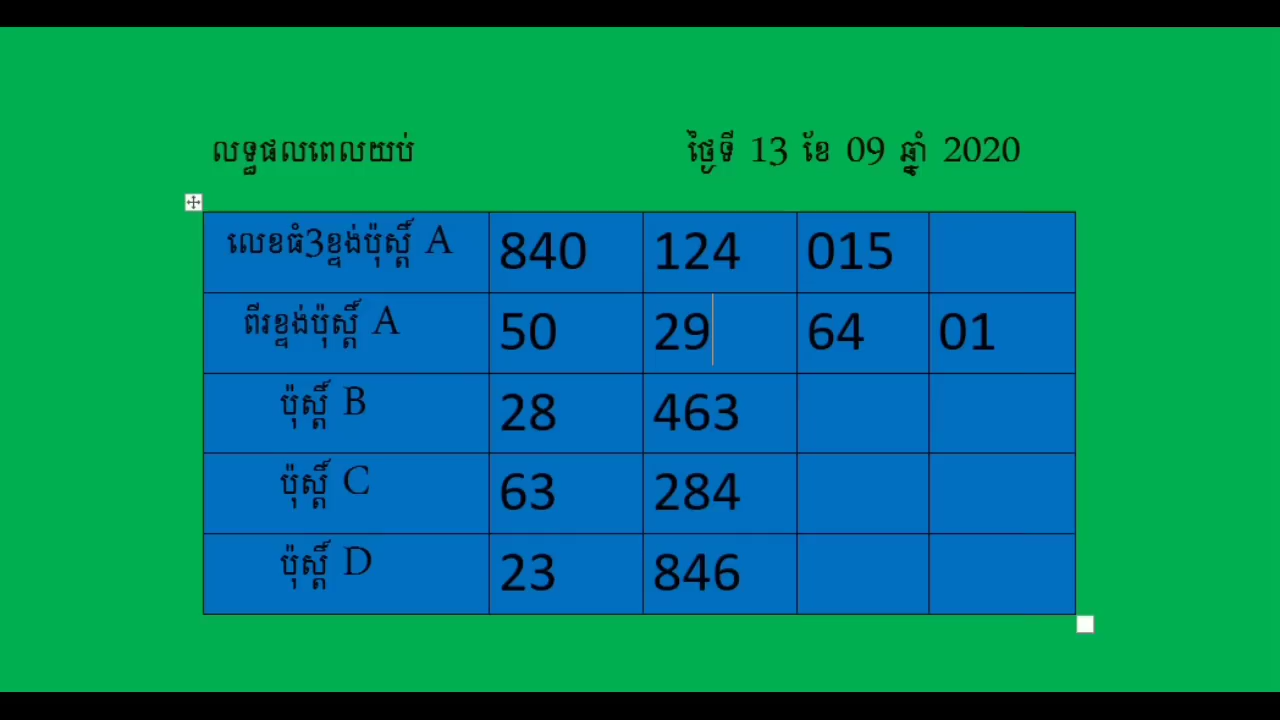 លទ្ធផលពេលយប់ ថ្ងៃទី 13 ខែ 09 ឆ្នាំ 2020
លេខធំ3ខ្ទង់ប៉ុស្តិ៍ A 840 124 015
ពីរខ្ទង់ប៉ុស្តិ៍ A 50 29 64 01
ប៉ុស្តិ៍ B 28 463
ប៉ុស្តិ៍ C 63 284
ប៉ុស្តិ៍ D 23 846